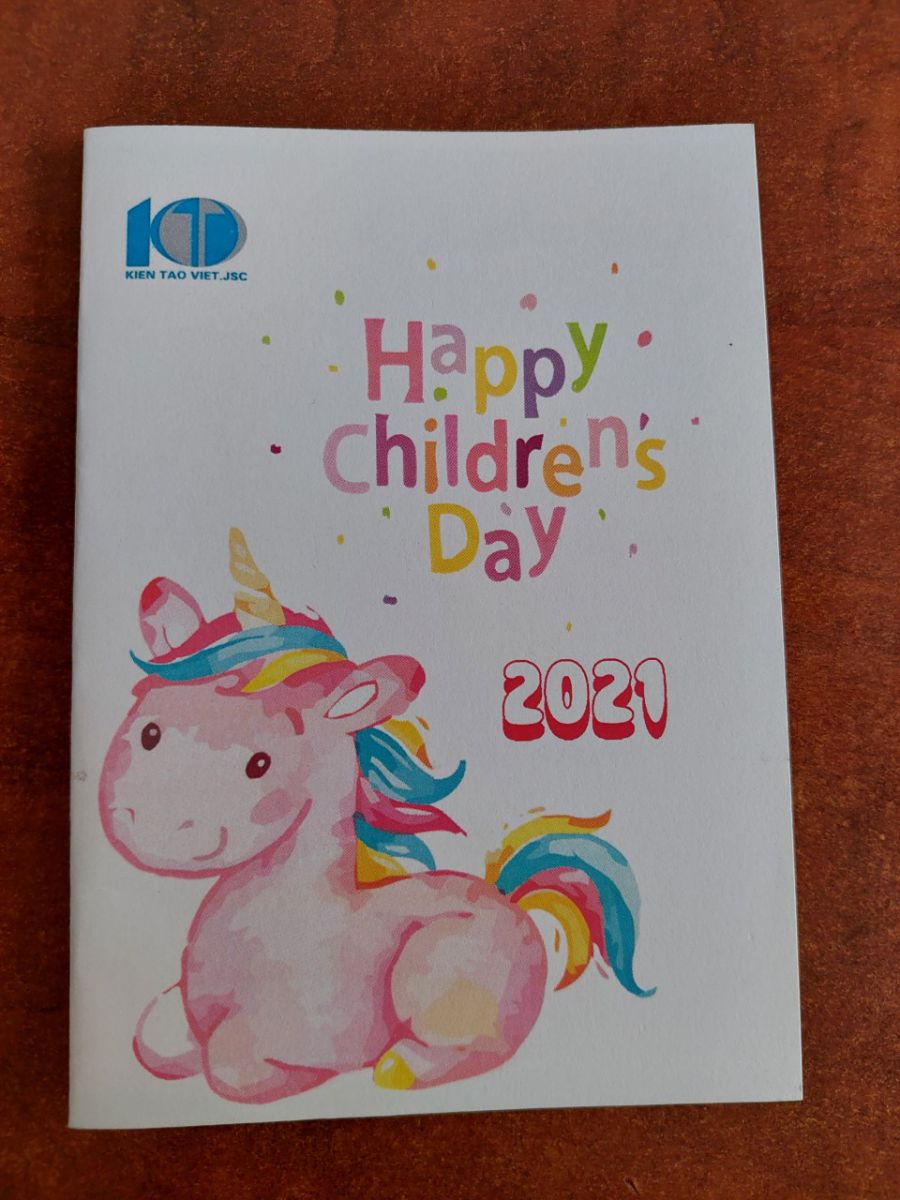 KIEN TAO VIET.JSC
Happy
Children's
Day
2021